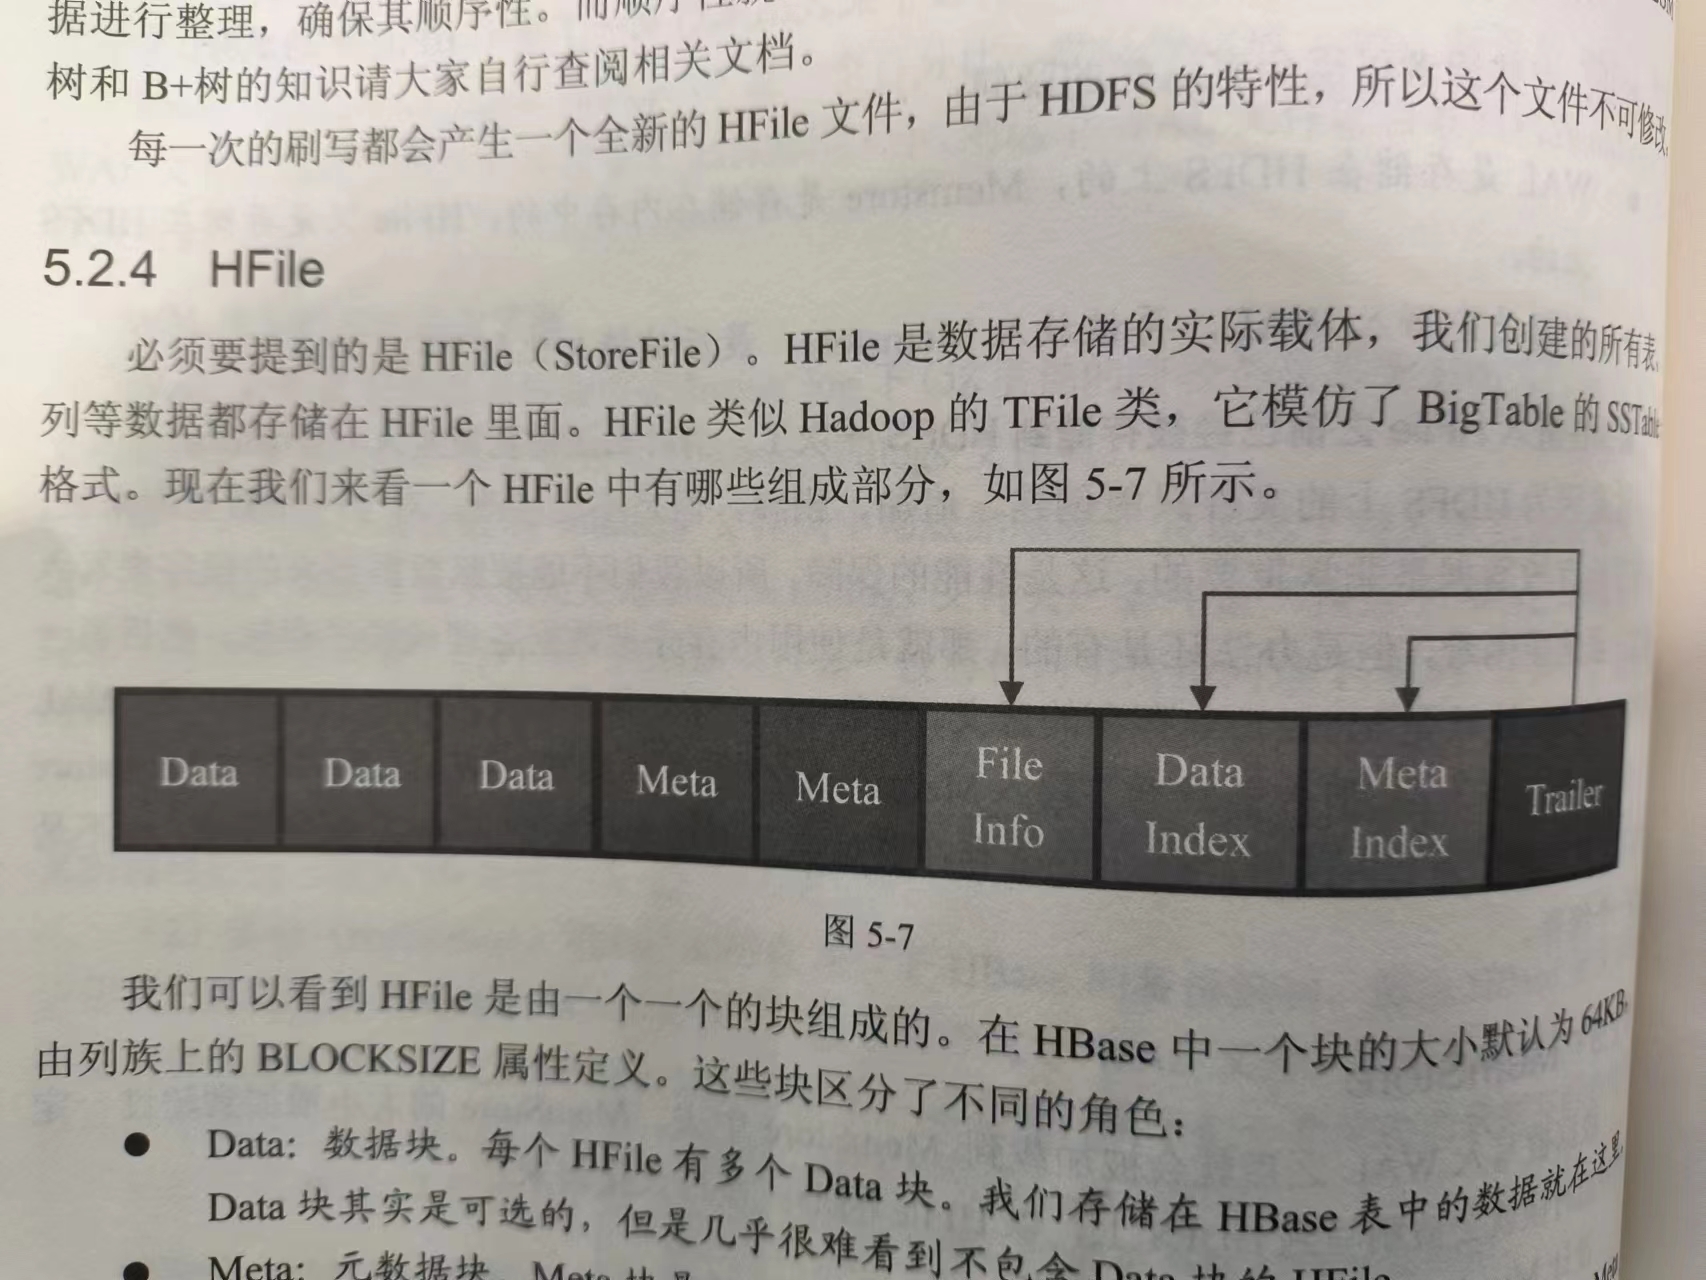 据进行整理，确保其顺序性。而顺序性就
树和 B+树的知识请大家自行查阅相关文档。
每一次的刷写都会产生一个全新的 HFile 文件，由于 HDFS 的特性，所以这个文件不可修改。
5.2.4 HFile
必须要提到的是 HFile（StoreFile）。HFile 是数据存储的实际载体，我们创建的所有表、
列等数据都存储在 HFile 里面。HFile 类似 Hadoop 的 TFile 类，它模仿了 BigTable 的 SSTable
格式。现在我们来看一个 HFile 中有哪些组成部分，如图 5-7 所示。
Data Data Data Meta Meta File Info Data Index Meta Index Trailer
图 5-7
我们可以看到 HFile 是由一个一个的块组成的。在 HBase 中一个块的大小默认为 64KB，
由列族上的 BLOCKSIZE 属性定义。这些块区分了不同的角色：
● Data：数据块。每个 HFile 有多个 Data 块。我们存储在 HBase 表中的数据就在这里
Data 块其实是可选的，但是几乎很难看到不包含 Data 块的 HFile
● Meta：元数据块。Meta 块是